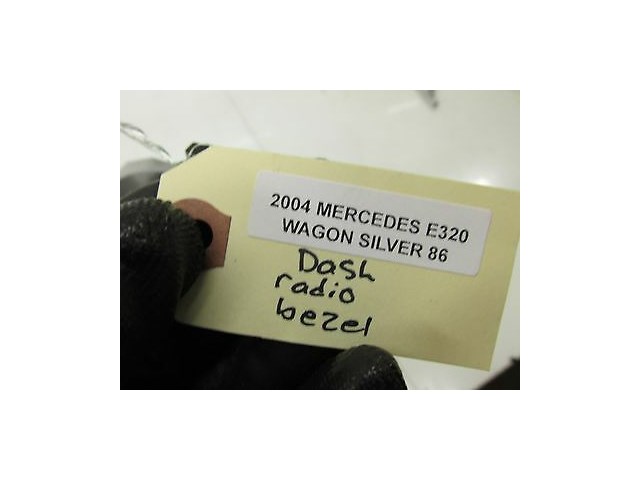 2004 MERCEDES E320
WAGON SILVER 86
Dash
radio
bezel